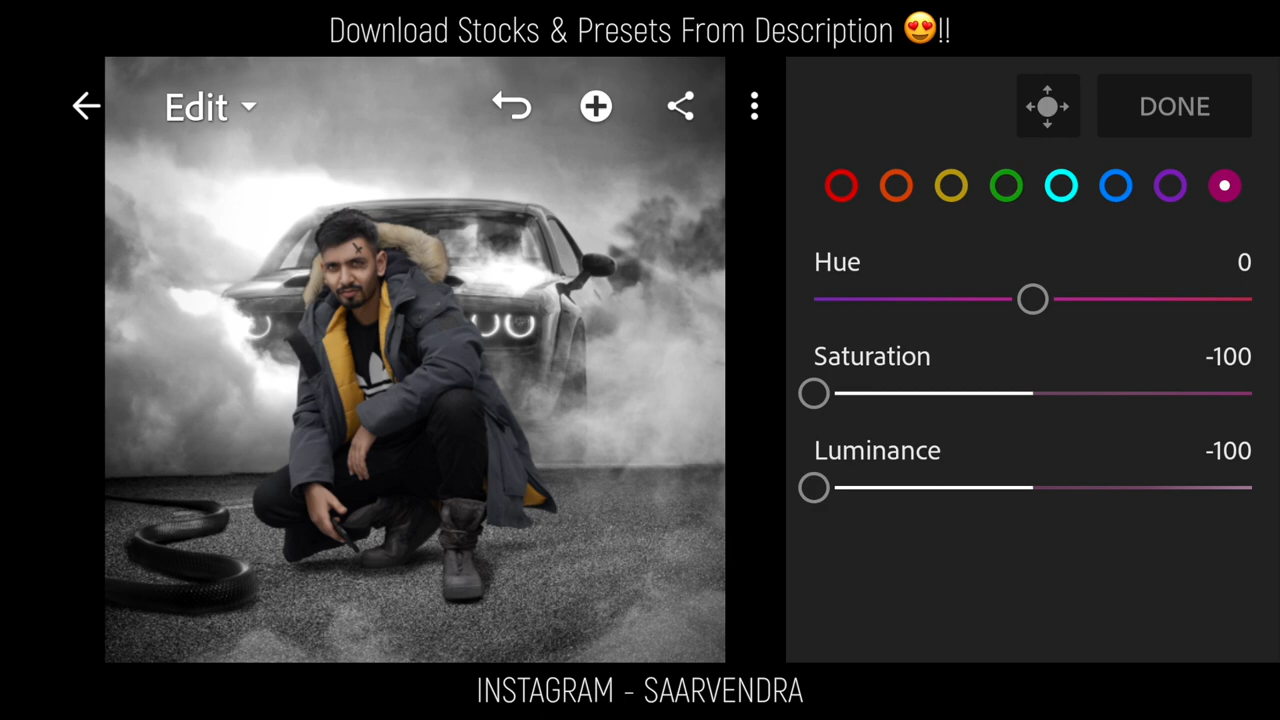 Download Stocks & Presets From Description 😍!!
Edit
DONE
Hue 0
Saturation -100
Luminance -100
INSTAGRAM - SAARVENDRA